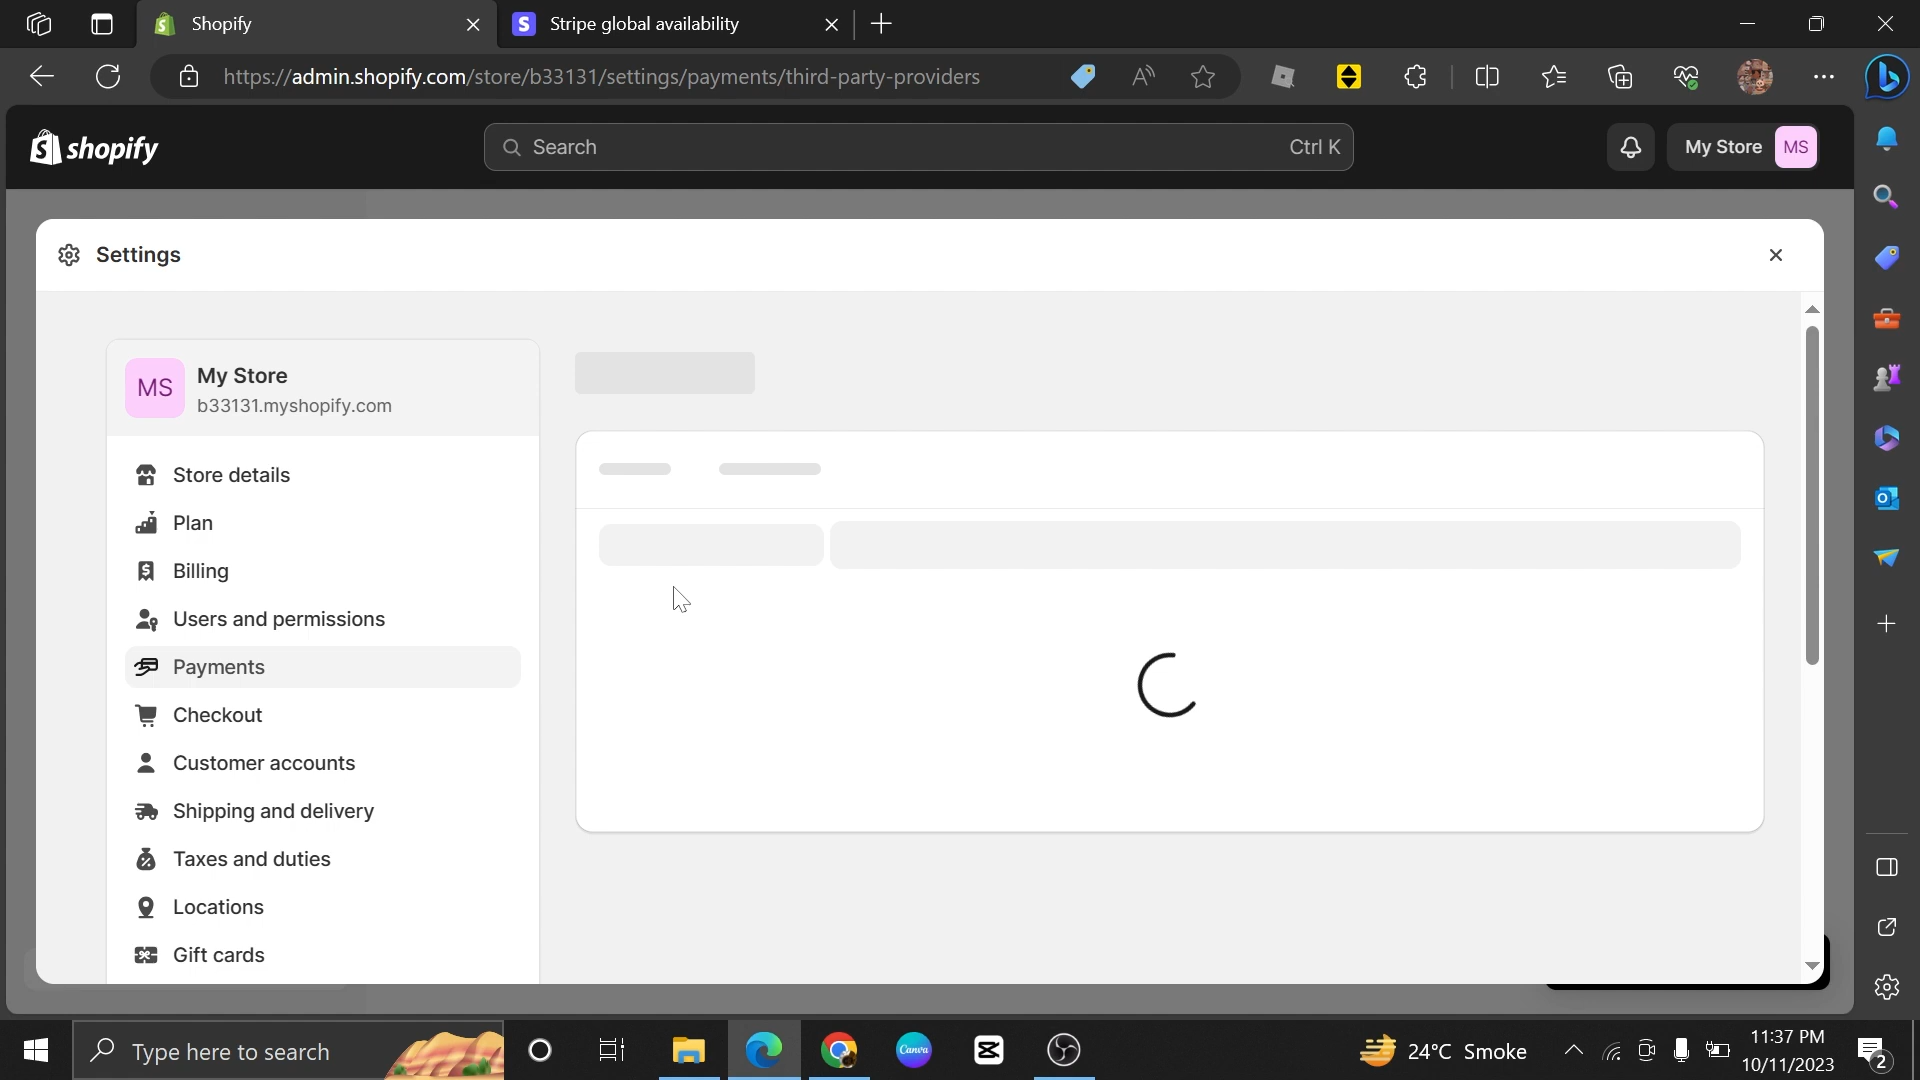 Shopify
Stripe global availability
https://admin.shopify.com/store/b33131/settings/payments/third-party-providers
shopify
Search
Ctrl K
My Store
MS
Settings
MS
My Store
b33131.myshopify.com
Store details
Plan
Billing
Users and permissions
Payments
Checkout
Customer accounts
Shipping and delivery
Taxes and duties
Locations
Gift cards
Type here to search
Canva
24°C Smoke
11:37 PM
10/11/2023
2